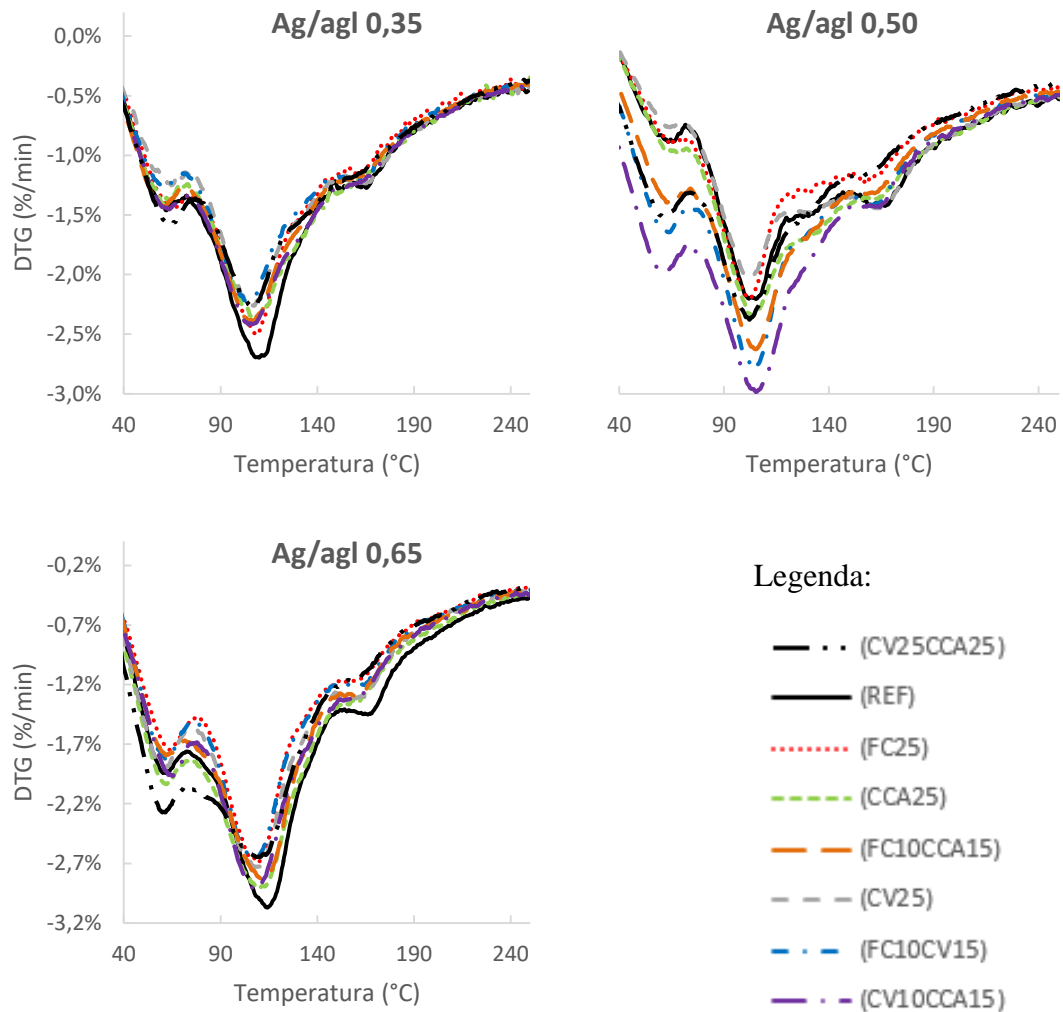 Ag/agl 0,35
0,0%
-0,5%
-1,0%
-1,5%
-2,0%
-2,5%
-3,0%
DTG (%/min)
40 90 140 190 240
Temperatura (°C)
Ag/agl 0,50
40 90 140 190 240
Temperatura (°C)
Ag/agl 0,65
-0,2%
-0,7%
-1,2%
-1,7%
-2,2%
-2,7%
-3,2%
DTG (%/min)
40 90 140 190 240
Temperatura (°C)
Legenda:
(CV25CCA25)
(REF)
(FC25)
(CCA25)
(FC10CCA15)
(CV25)
(FC10CV15)
(CV10CCA15)